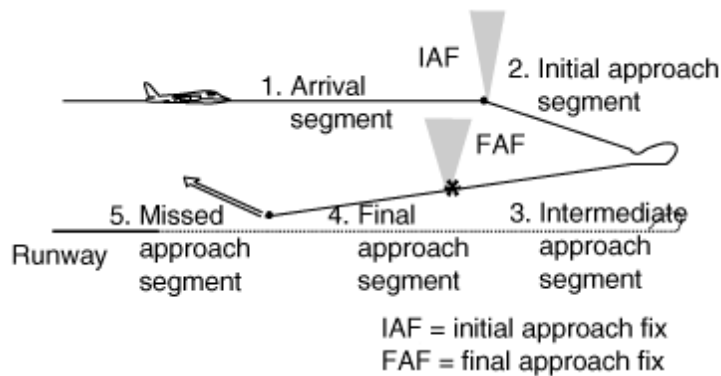 IAF
2. Initial approach
segment
1. Arrival
segment
FAF
5. Missed
approach
segment
4. Final
approach
segment
3. Intermediate
approach
segment
Runway
IAF = initial approach fix
FAF = final approach fix